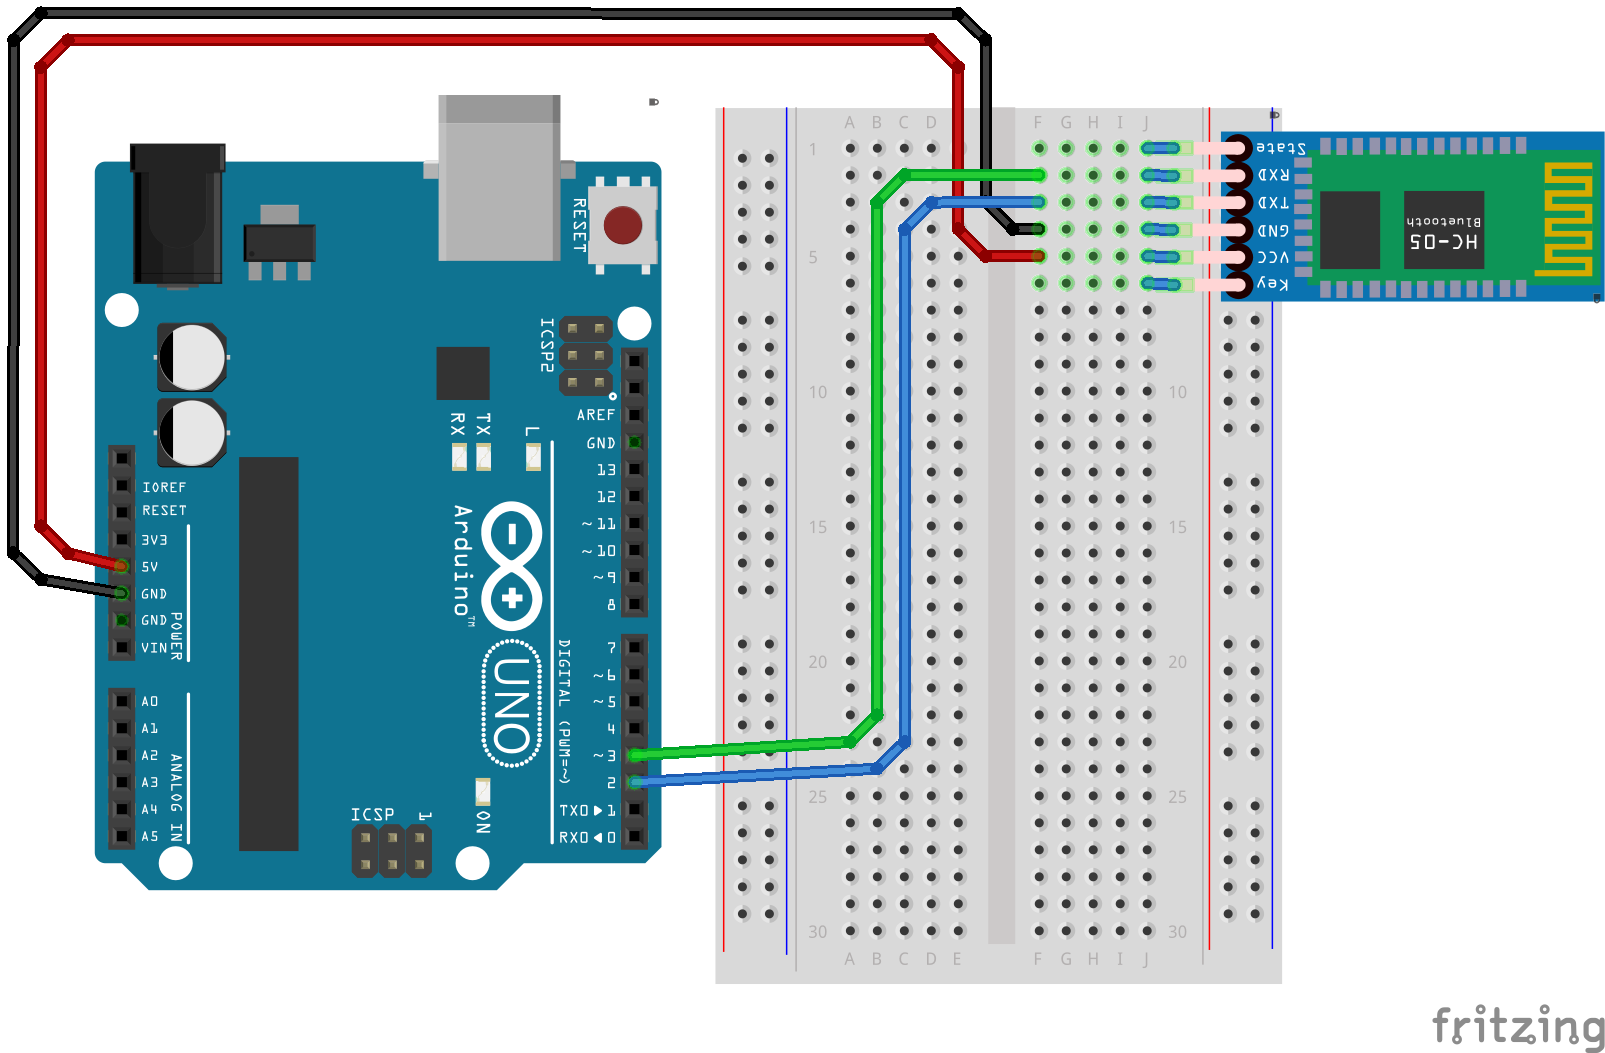 RESET
ICSP2
AREF
GND
13
12
~11
~10
~9
8
RX
TX
L
IOREF
RESET
3V3
5V
GND
GND
VIN
POWER
Arduino™
UNO
DIGITAL (PWM=~)
7
~6
~5
4
~3
2
TX0▶1
RX0◀0
A0
A1
A2
A3
A4
A5
ANALOG IN
ICSP
1
ON
A B C D
F G H I J
1
5
10
15
20
25
30
10
15
20
25
30
A B C D E
F G H I J
State
RXD
TXD
GND
VCC
Key
HC-05
Bluetooth
fritzing